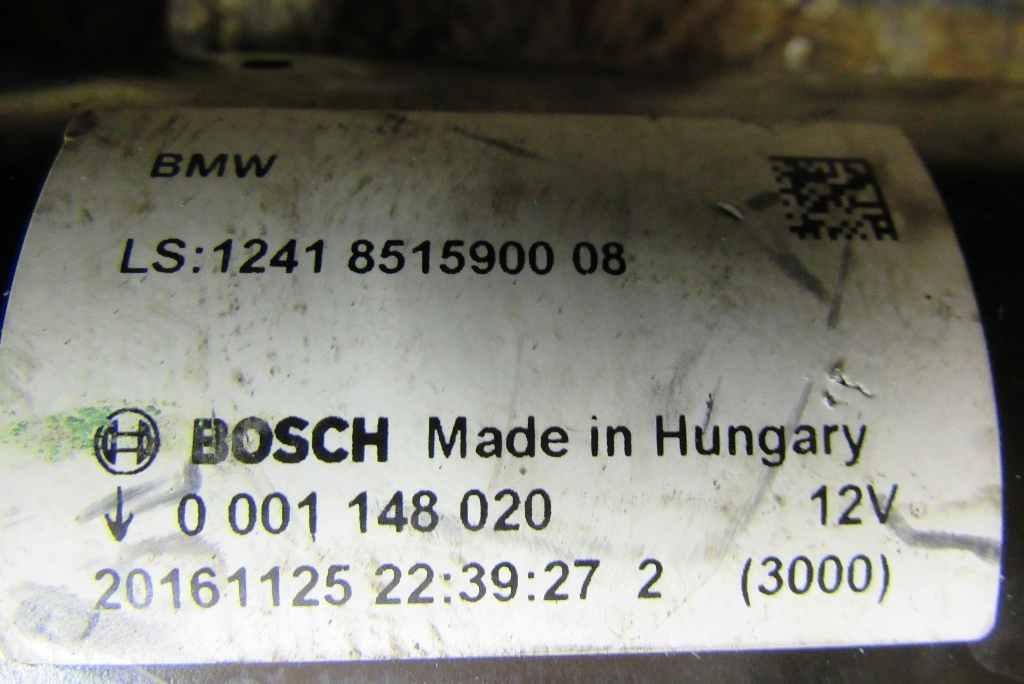 BMW
LS:1241 8515900 08
BOSCH Made in Hungary
0 001 148 020 12V
20161125 22:39:27 2 (3000)